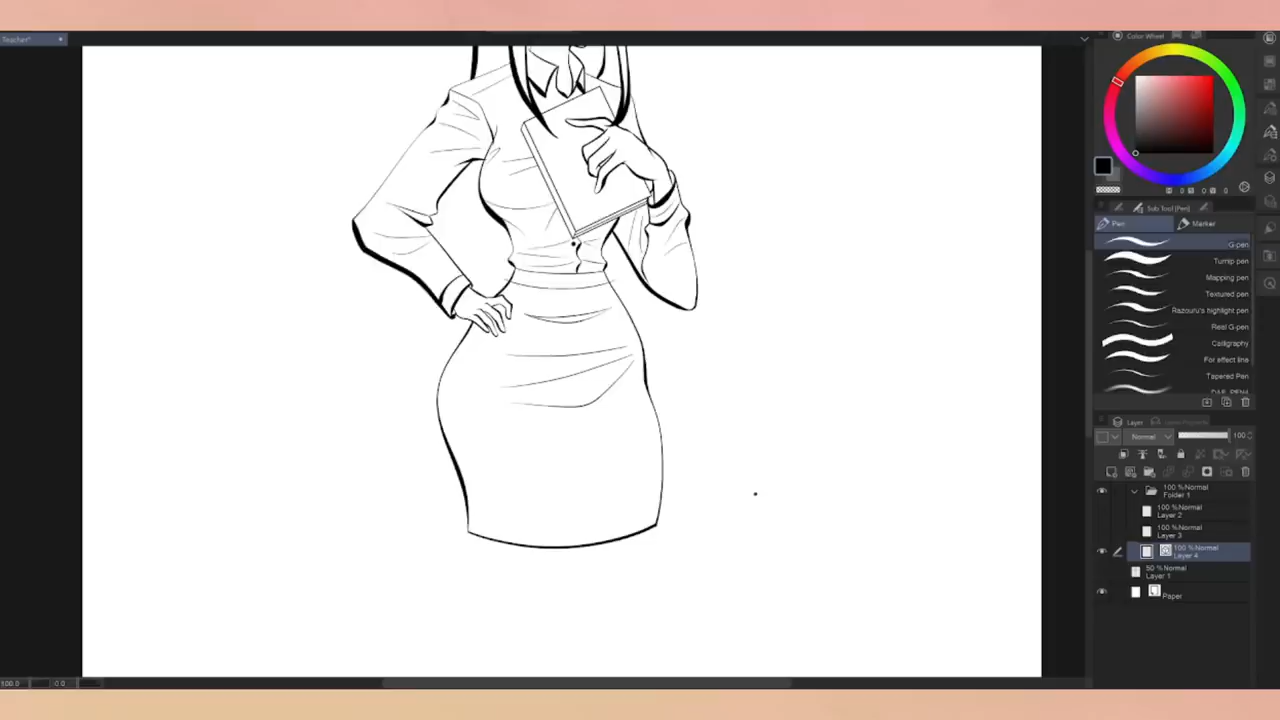 Teacher*
Color Wheel
Sub Tool[Pen]
Pen
Marker
G-pen
Turnip pen
Mapping pen
Textured pen
Razouru's highlight pen
Real G-pen
Calligraphy
For effect line
Tapered Pen
Layer
Normal
100
100 %Normal
Folder 1
100 %Normal
Layer 2
100 %Normal
Layer 3
100 %Normal
Layer 4
50 %Normal
Layer 1
Paper
100.0